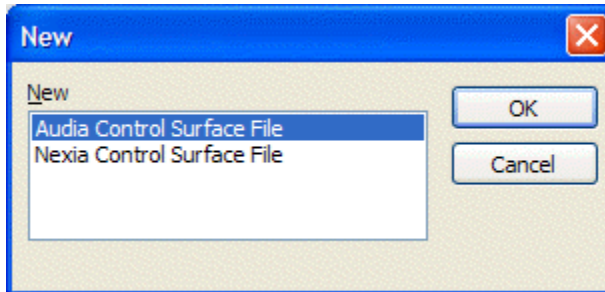 New
New
OK
Audia Control Surface File
Nexia Control Surface File
Cancel